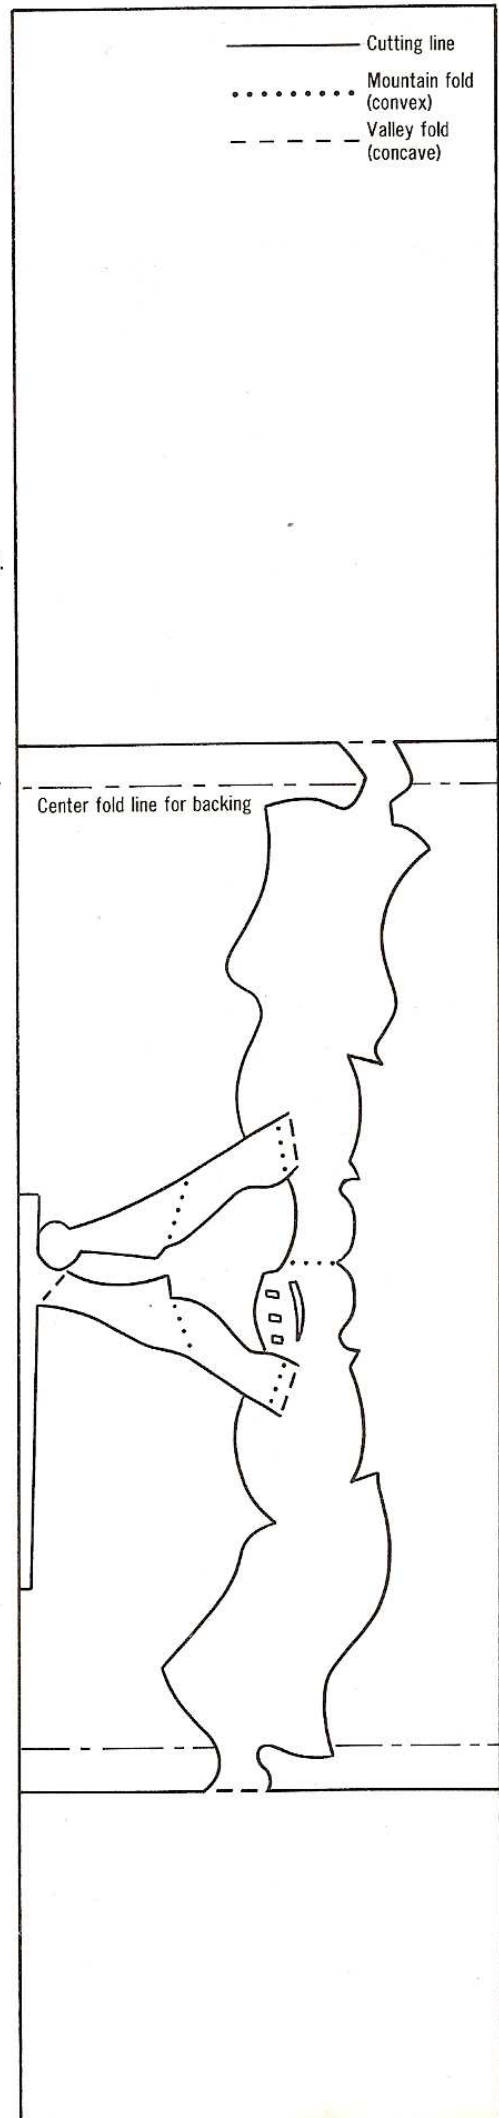 Cutting line
Mountain fold
(convex)
Valley fold
(concave)
Center fold line for backing